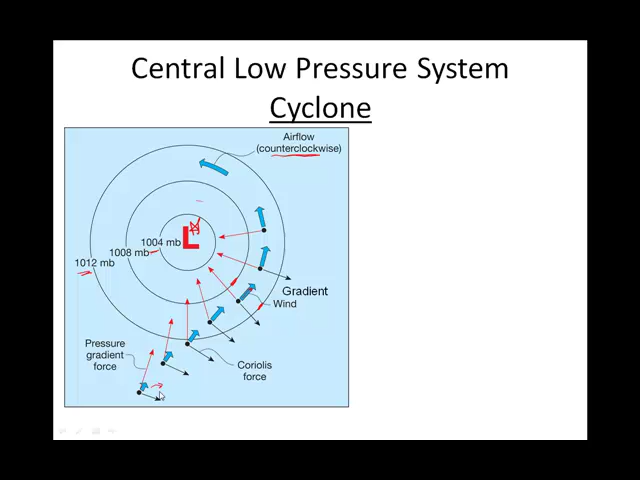 Central Low Pressure System
Cyclone
Airflow
(counterclockwise)
L
1004 mb
1008 mb
1012 mb
Gradient
Wind
Pressure
gradient
force
Coriolis
force